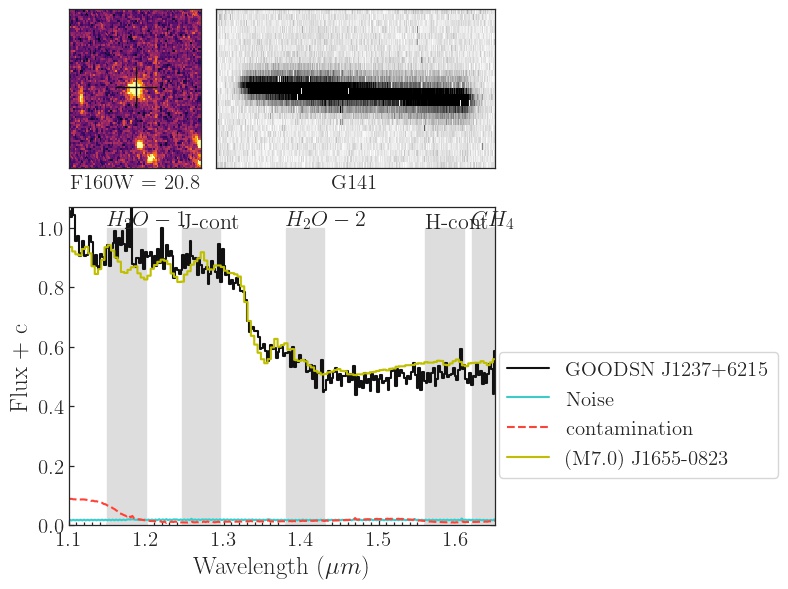 F160W = 20.8
G141
H₂O − 1
J-cont
H₂O − 2
H-cont
CH₄
1.0
0.8
0.6
0.4
0.2
0.0
Flux + c
1.1
1.2
1.3
1.4
1.5
1.6
Wavelength (μm)
GOODSN J1237+6215
Noise
contamination
(M7.0) J1655-0823